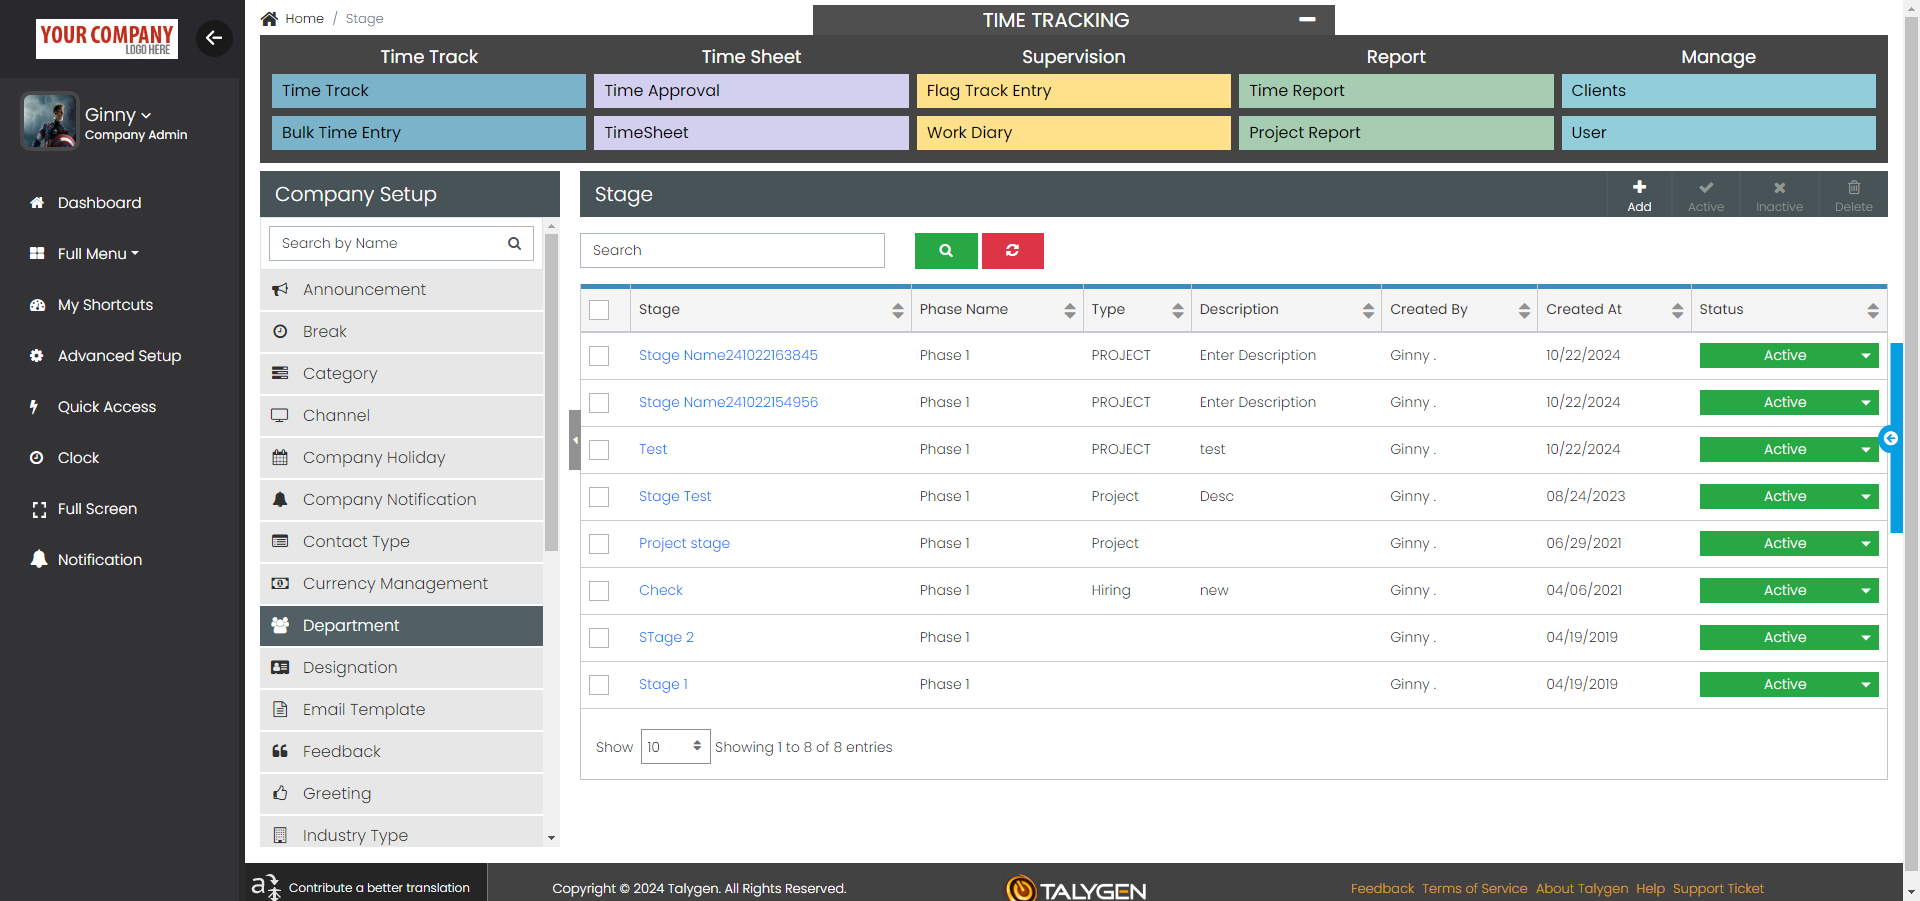 YOUR COMPANY
LOGO HERE
Ginny
Company Admin
Dashboard
Full Menu
My Shortcuts
Advanced Setup
Quick Access
Clock
Full Screen
Notification
Home / Stage
TIME TRACKING
Time Track Time Sheet Supervision Report Manage
Time Track Time Approval Flag Track Entry Time Report Clients
Bulk Time Entry TimeSheet Work Diary Project Report User
Company Setup
Search by Name
Announcement
Break
Category
Channel
Company Holiday
Company Notification
Contact Type
Currency Management
Department
Designation
Email Template
Feedback
Greeting
Industry Type
Stage
Add Active Inactive Delete
Search
Stage Phase Name Type Description Created By Created At Status
Stage Name241022163845 Phase 1 PROJECT Enter Description Ginny . 10/22/2024 Active
Stage Name241022154956 Phase 1 PROJECT Enter Description Ginny . 10/22/2024 Active
Test Phase 1 PROJECT test Ginny . 10/22/2024 Active
Stage Test Phase 1 Project Desc Ginny . 08/24/2023 Active
Project stage Phase 1 Project Ginny . 06/29/2021 Active
Check Phase 1 Hiring new Ginny . 04/06/2021 Active
STage 2 Phase 1 Ginny . 04/19/2019 Active
Stage 1 Phase 1 Ginny . 04/19/2019 Active
Show 10 Showing 1 to 8 of 8 entries
Contribute a better translation
Copyright © 2024 Talygen. All Rights Reserved.
TALYGEN
Feedback Terms of Service About Talygen Help Support Ticket